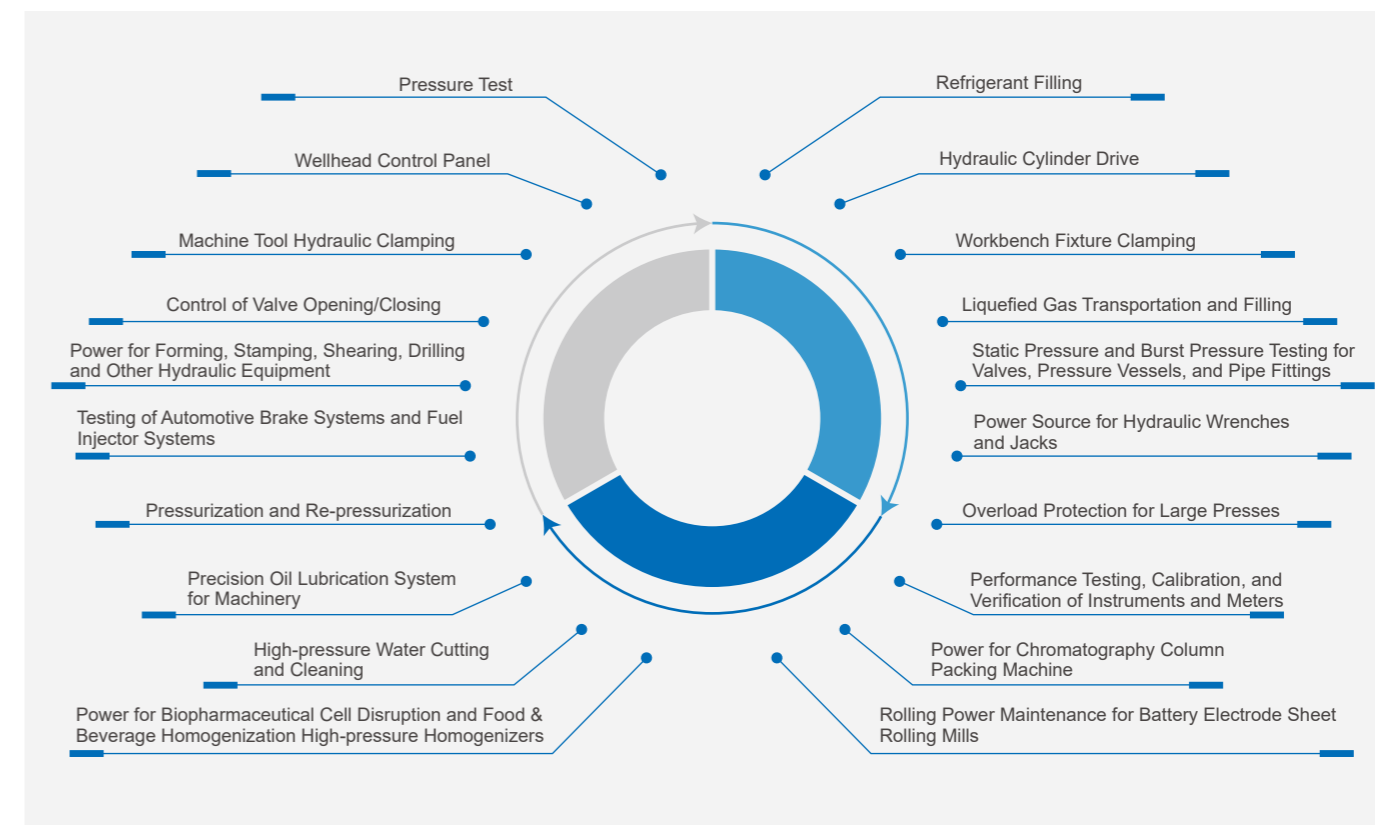 Pressure Test
Wellhead Control Panel
Machine Tool Hydraulic Clamping
Control of Valve Opening/Closing
Power for Forming, Stamping, Shearing, Drilling
and Other Hydraulic Equipment
Testing of Automotive Brake Systems and Fuel
Injector Systems
Pressurization and Re-pressurization
Precision Oil Lubrication System
for Machinery
High-pressure Water Cutting
and Cleaning
Power for Biopharmaceutical Cell Disruption and Food &
Beverage Homogenization High-pressure Homogenizers
Refrigerant Filling
Hydraulic Cylinder Drive
Workbench Fixture Clamping
Liquefied Gas Transportation and Filling
Static Pressure and Burst Pressure Testing for
Valves, Pressure Vessels, and Pipe Fittings
Power Source for Hydraulic Wrenches
and Jacks
Overload Protection for Large Presses
Performance Testing, Calibration, and
Verification of Instruments and Meters
Power for Chromatography Column
Packing Machine
Rolling Power Maintenance for Battery Electrode Sheet
Rolling Mills